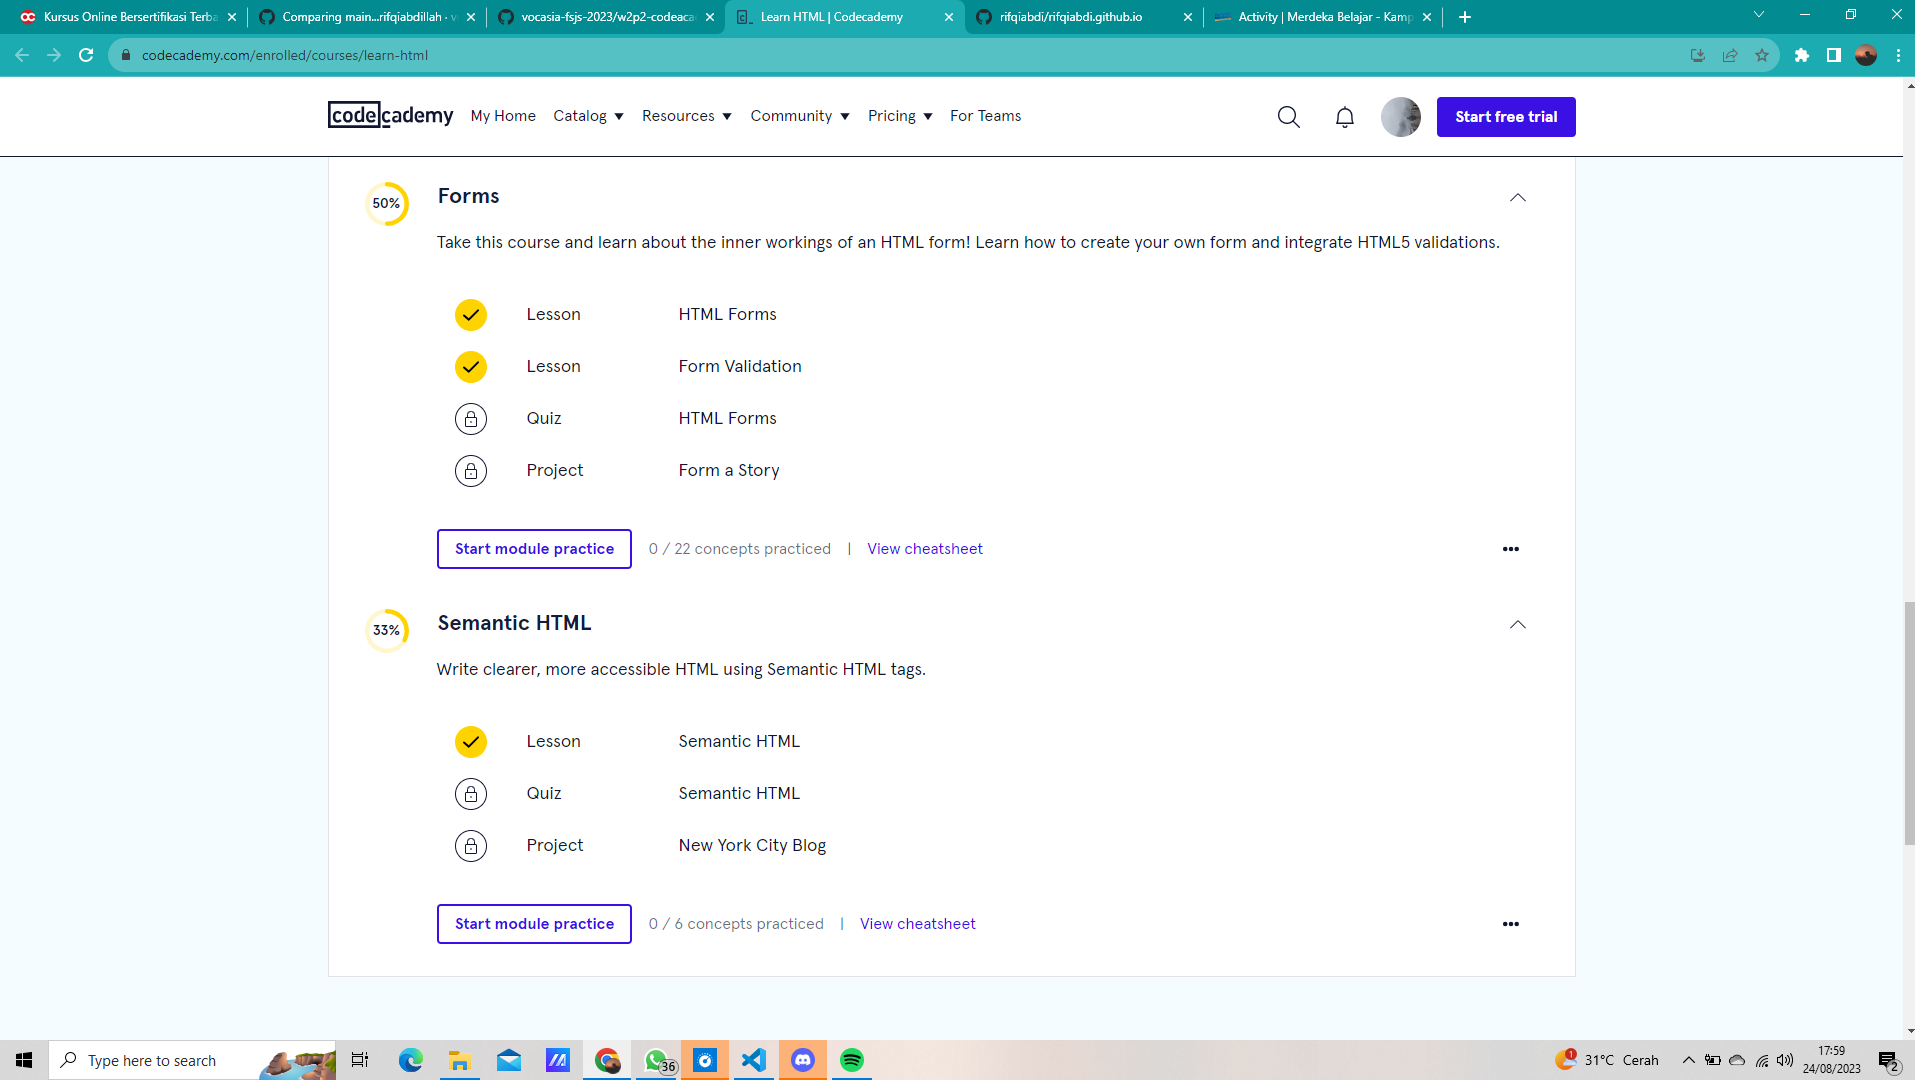 Kursus Online Bersertifikasi Terba
Comparing main...rifqiabdillah · v
vocasia-fsjs-2023/w2p2-codeaca
Learn HTML | Codecademy
rifqiabdi/rifqiabdi.github.io
Activity | Merdeka Belajar - Kamp
codecademy.com/enrolled/courses/learn-html
codecademy
My Home
Catalog
Resources
Community
Pricing
For Teams
Start free trial
50%
Forms
Take this course and learn about the inner workings of an HTML form! Learn how to create your own form and integrate HTML5 validations.
Lesson HTML Forms
Lesson Form Validation
Quiz HTML Forms
Project Form a Story
Start module practice 0 / 22 concepts practiced | View cheatsheet
33%
Semantic HTML
Write clearer, more accessible HTML using Semantic HTML tags.
Lesson Semantic HTML
Quiz Semantic HTML
Project New York City Blog
Start module practice 0 / 6 concepts practiced | View cheatsheet
Type here to search
36
1
31°C Cerah
17:59
24/08/2023
2